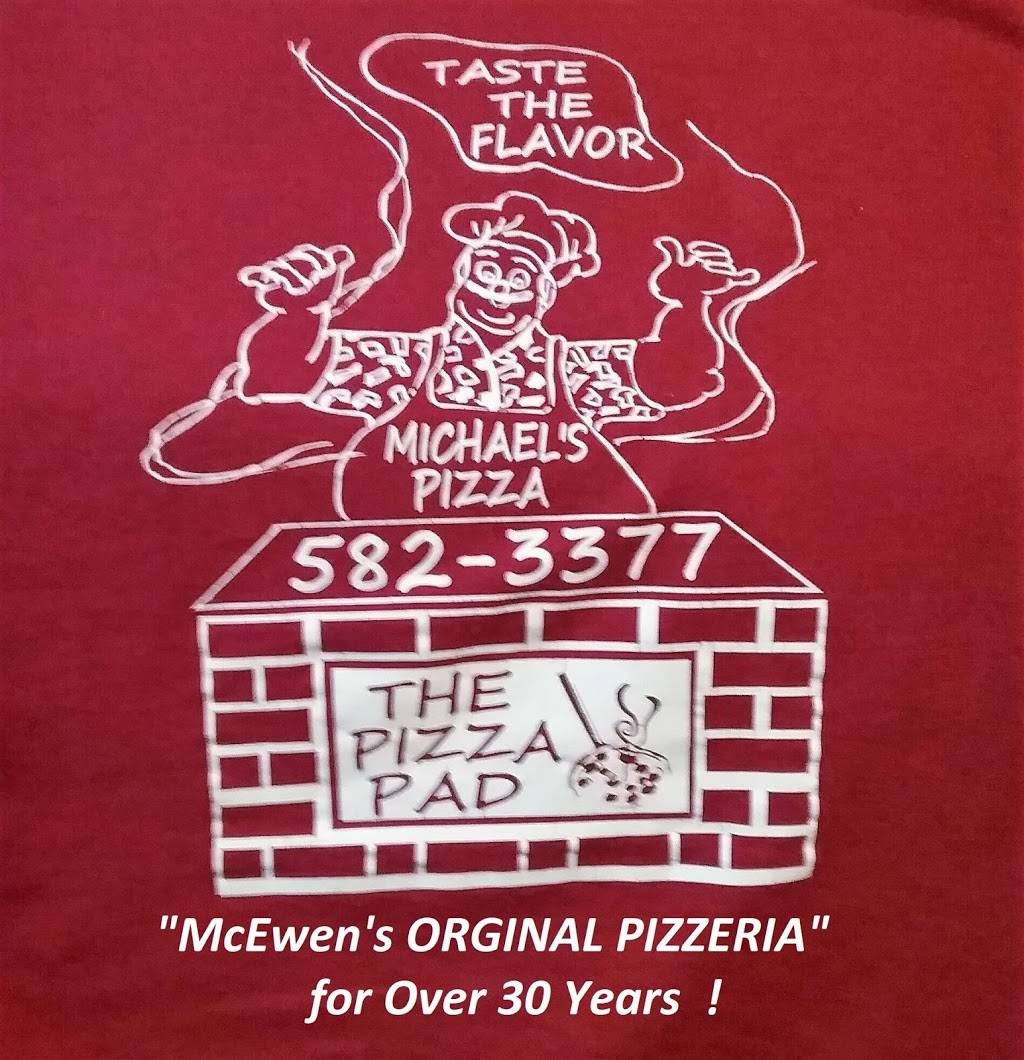 TASTE
THE
FLAVOR
MICHAEL'S
PIZZA
582-3377
THE
PIZZA
PAD
"McEwen's ORGINAL PIZZERIA"
for Over 30 Years !